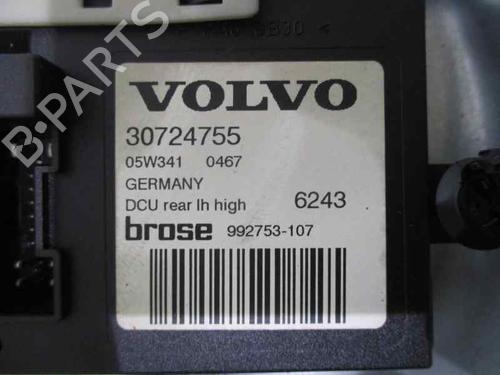 VOLVO
30724755
05W341 0467
GERMANY
DCU rear lh high 6243
brose 992753-107
B-PARTS